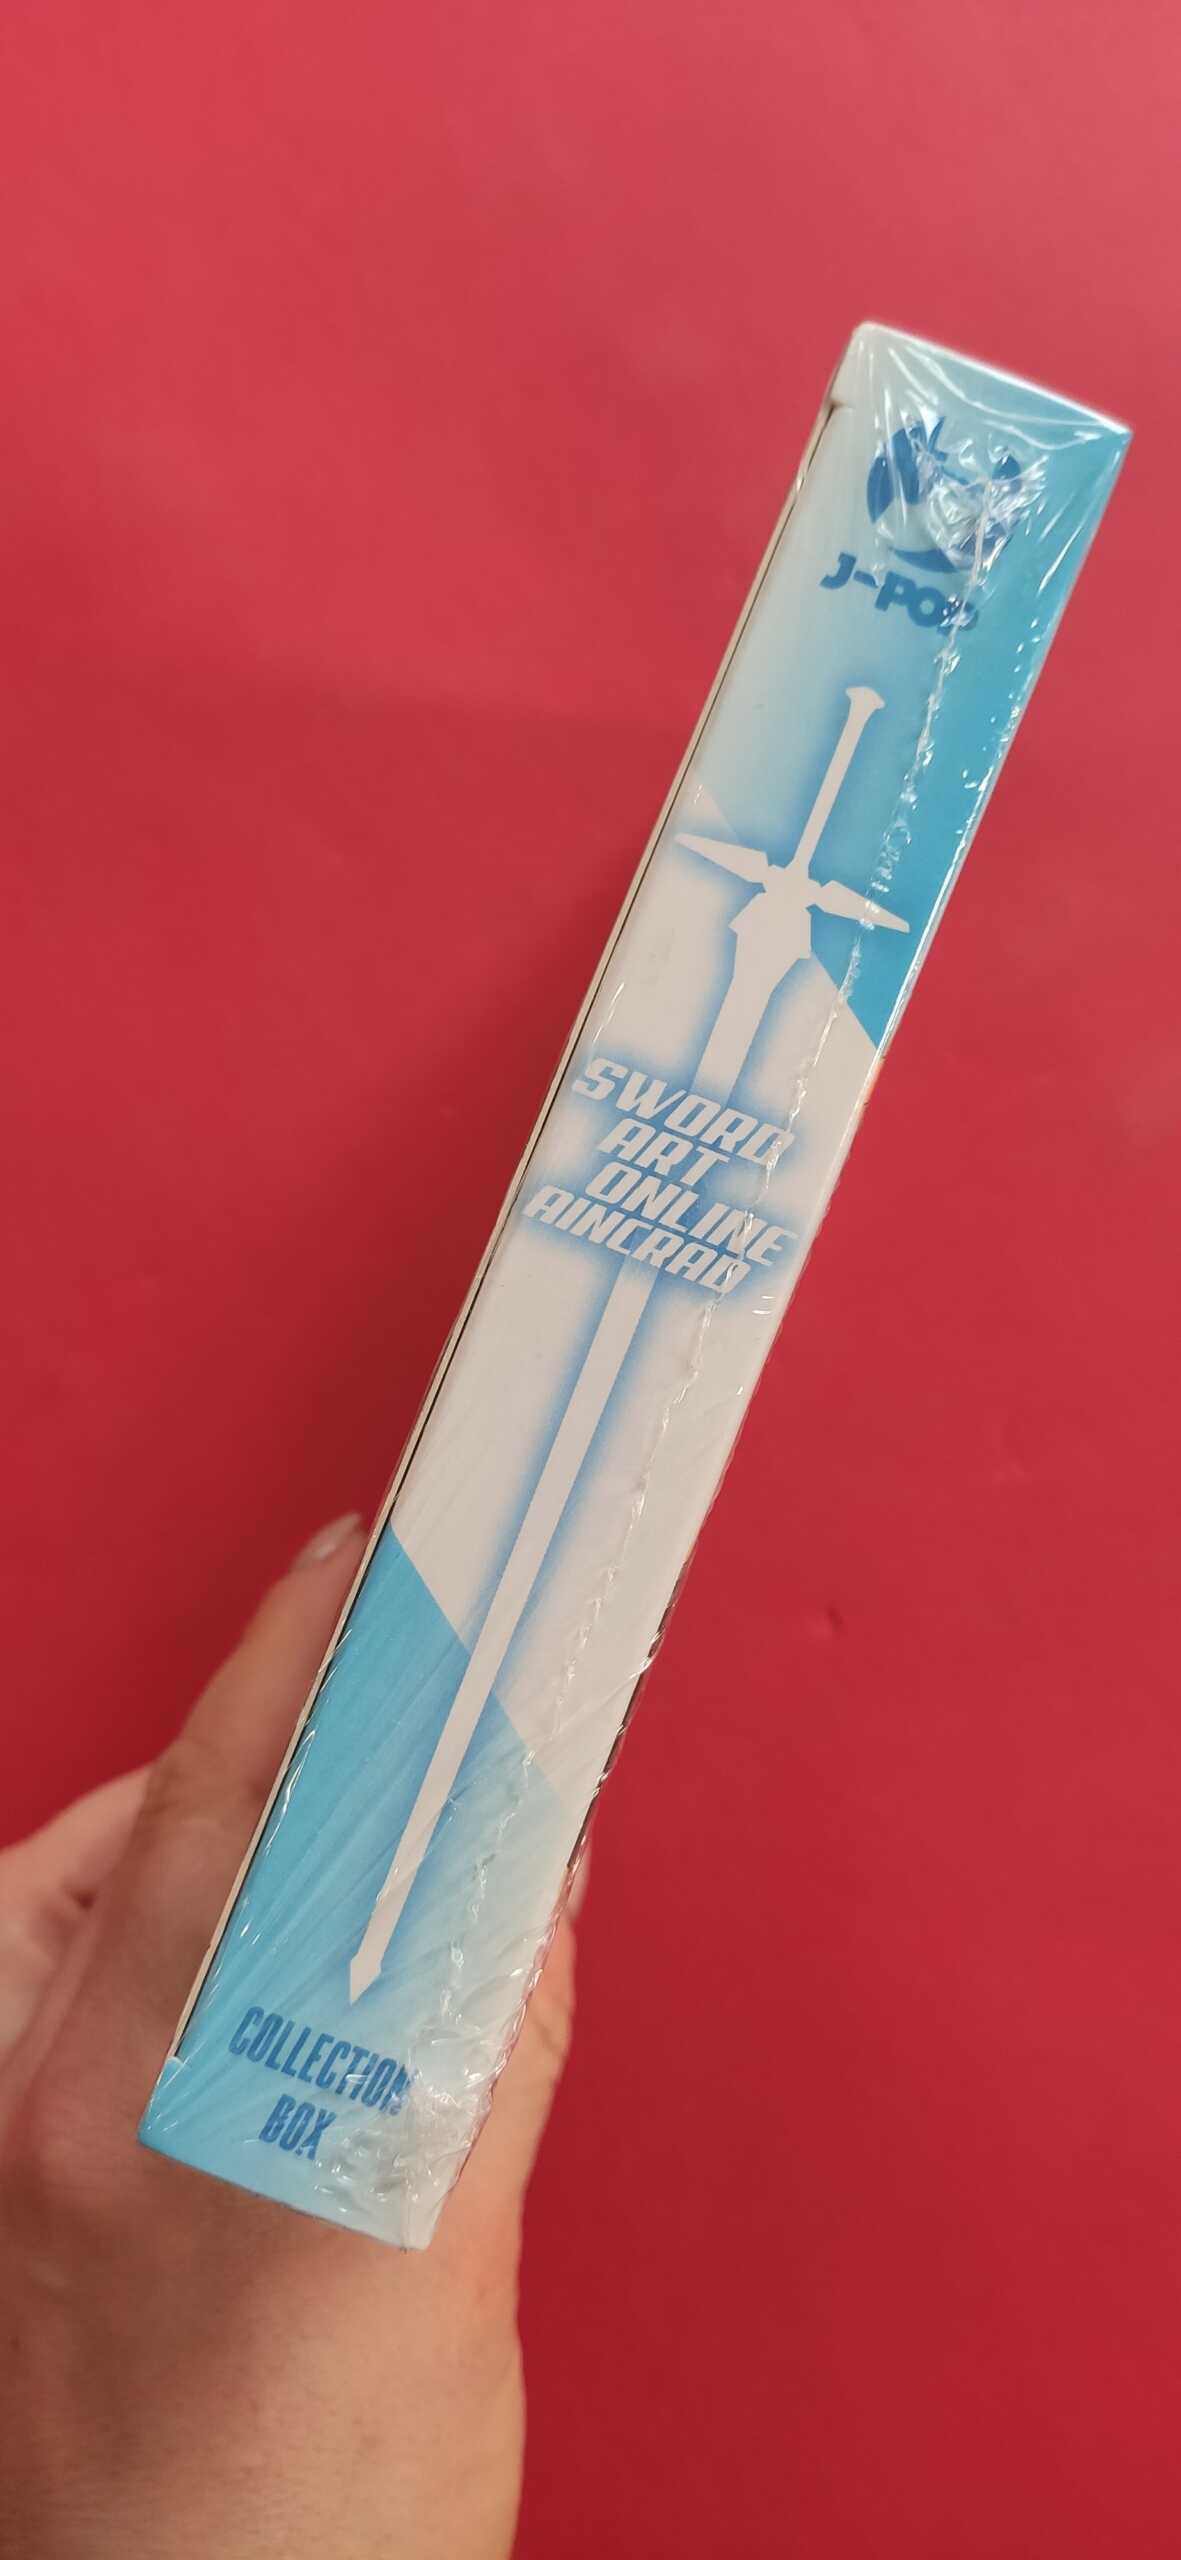 J-POP
SWORD
ART
ONLINE
AINCRAD
COLLECTION
BOX